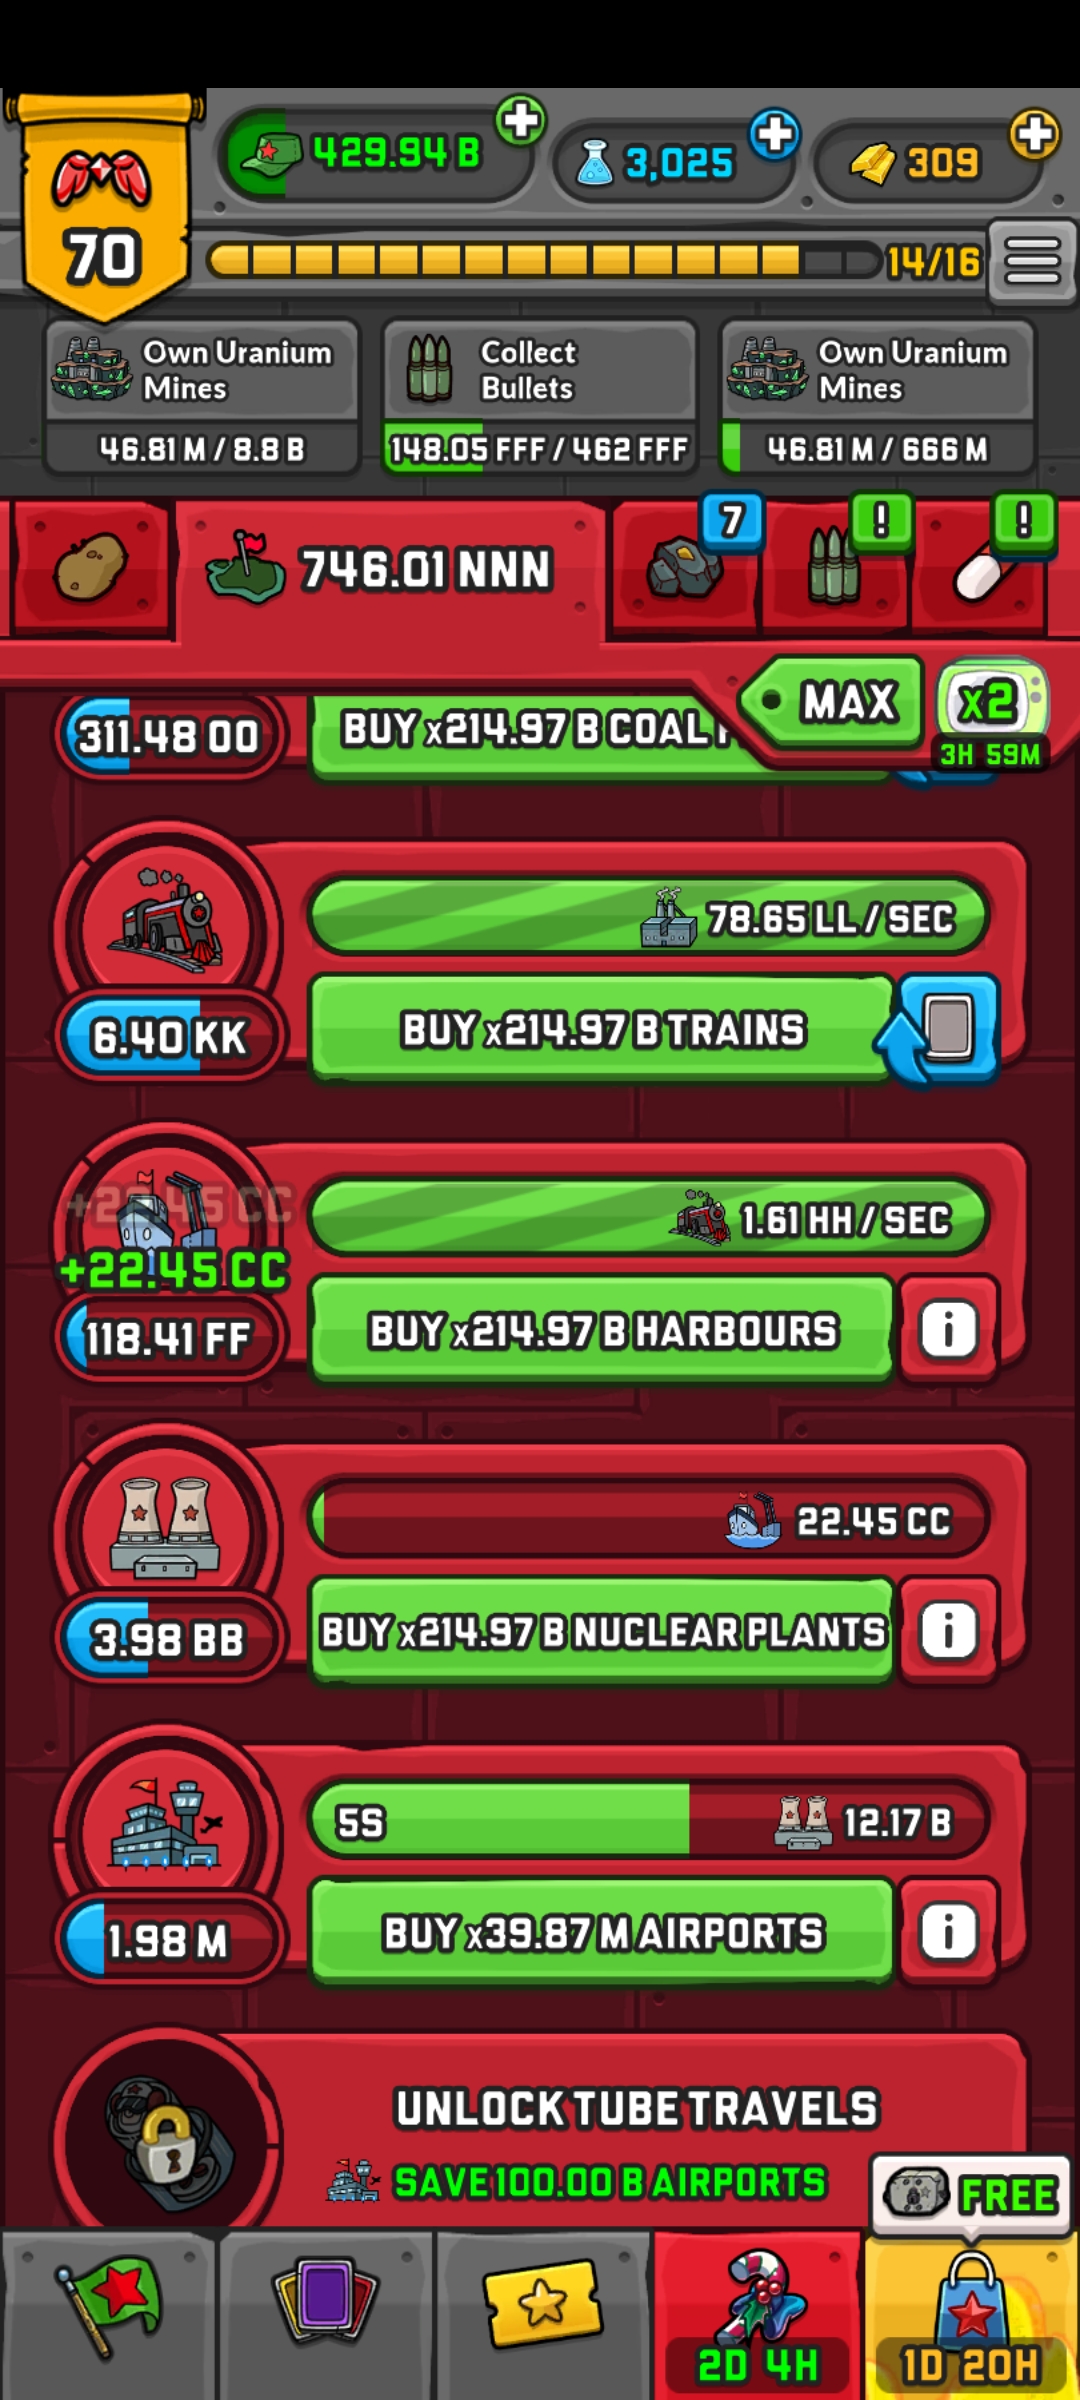 70
429.94 B
3,025
309
14/16
Own Uranium
Mines
46.81 M / 8.8 B
Collect
Bullets
148.05 FFF / 462 FFF
Own Uranium
Mines
46.81 M / 666 M
746.01 NNN
7
!
!
MAX
x2
3H 59M
311.48 OO
BUY x214.97 B COAL
78.65 LL / SEC
6.40 KK
BUY x214.97 B TRAINS
+22.45 CC
+22.45 CC
1.61 HH / SEC
118.41 FF
BUY x214.97 B HARBOURS
i
22.45 CC
3.98 BB
BUY x214.97 B NUCLEAR PLANTS
i
5S
12.17 B
1.98 M
BUY x39.87 M AIRPORTS
i
UNLOCK TUBE TRAVELS
SAVE 100.00 B AIRPORTS
FREE
2D 4H
1D 20H